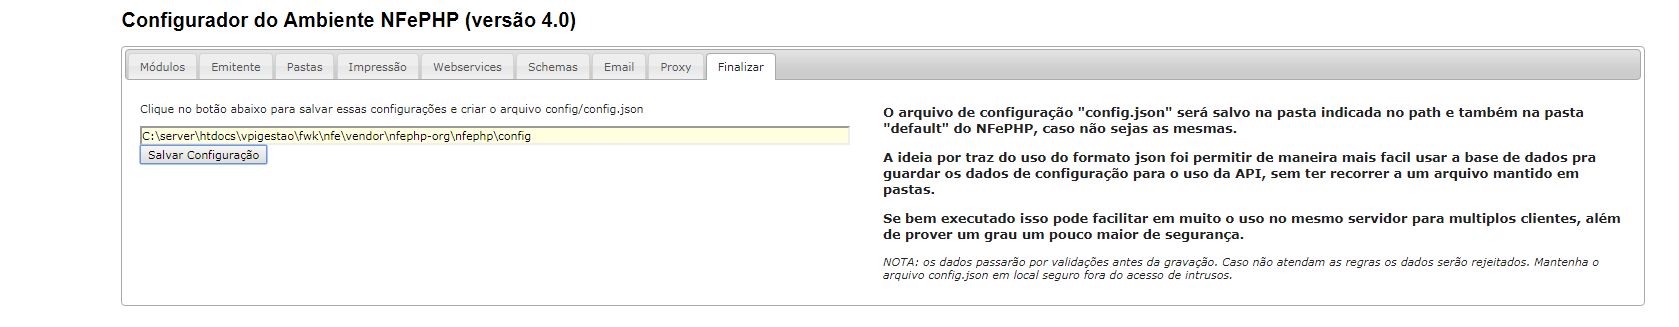 Configurador do Ambiente NFePHP (versão 4.0)
Módulos
Emitente
Pastas
Impressão
Webservices
Schemas
Email
Proxy
Finalizar
Clique no botão abaixo para salvar essas configurações e criar o arquivo config/config.json
C:\server\htdocs\vpigestao\fwk\nfe\vendor\nfephp-org\nfephp\config
Salvar Configuração
O arquivo de configuração "config.json" será salvo na pasta indicada no path e também na pasta
"default" do NFePHP, caso não sejas as mesmas.
A ideia por traz do uso do formato json foi permitir de maneira mais facil usar a base de dados pra
guardar os dados de configuração para o uso da API, sem ter recorrer a um arquivo mantido em
pastas.
Se bem executado isso pode facilitar em muito o uso no mesmo servidor para multiplos clientes, além
de prover um grau um pouco maior de segurança.
NOTA: os dados passarão por validações antes da gravação. Caso não atendam as regras os dados serão rejeitados. Mantenha o
arquivo config.json em local seguro fora do acesso de intrusos.